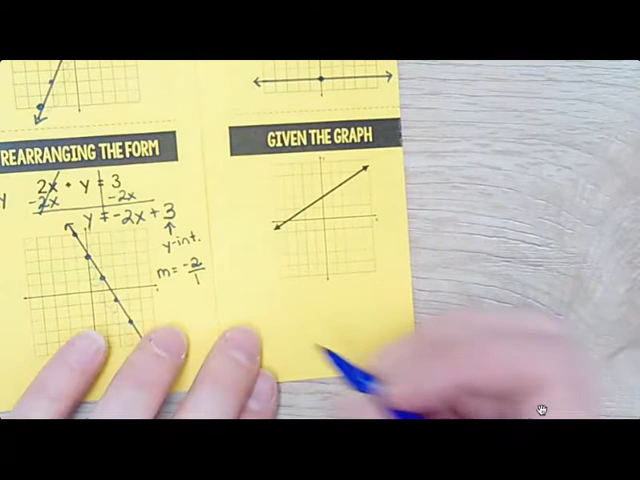 REARRANGING THE FORM
2x + y = 3
-2x -2x
y = -2x + 3
y-int.
m = -2/1
GIVEN THE GRAPH